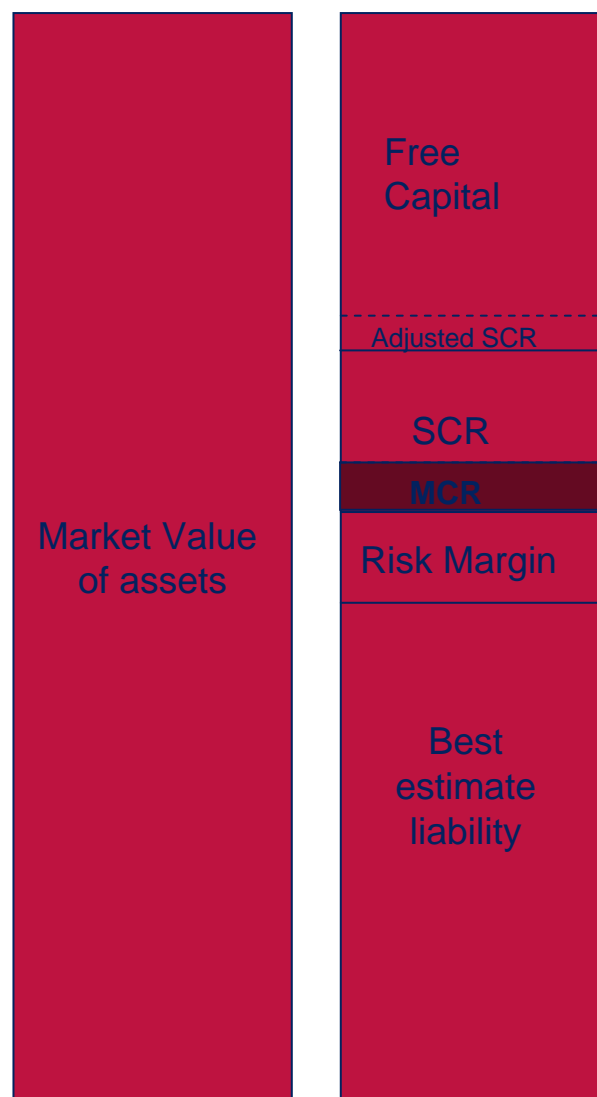 Market Value
of assets
Free
Capital
Adjusted SCR
SCR
MCR
Risk Margin
Best
estimate
liability